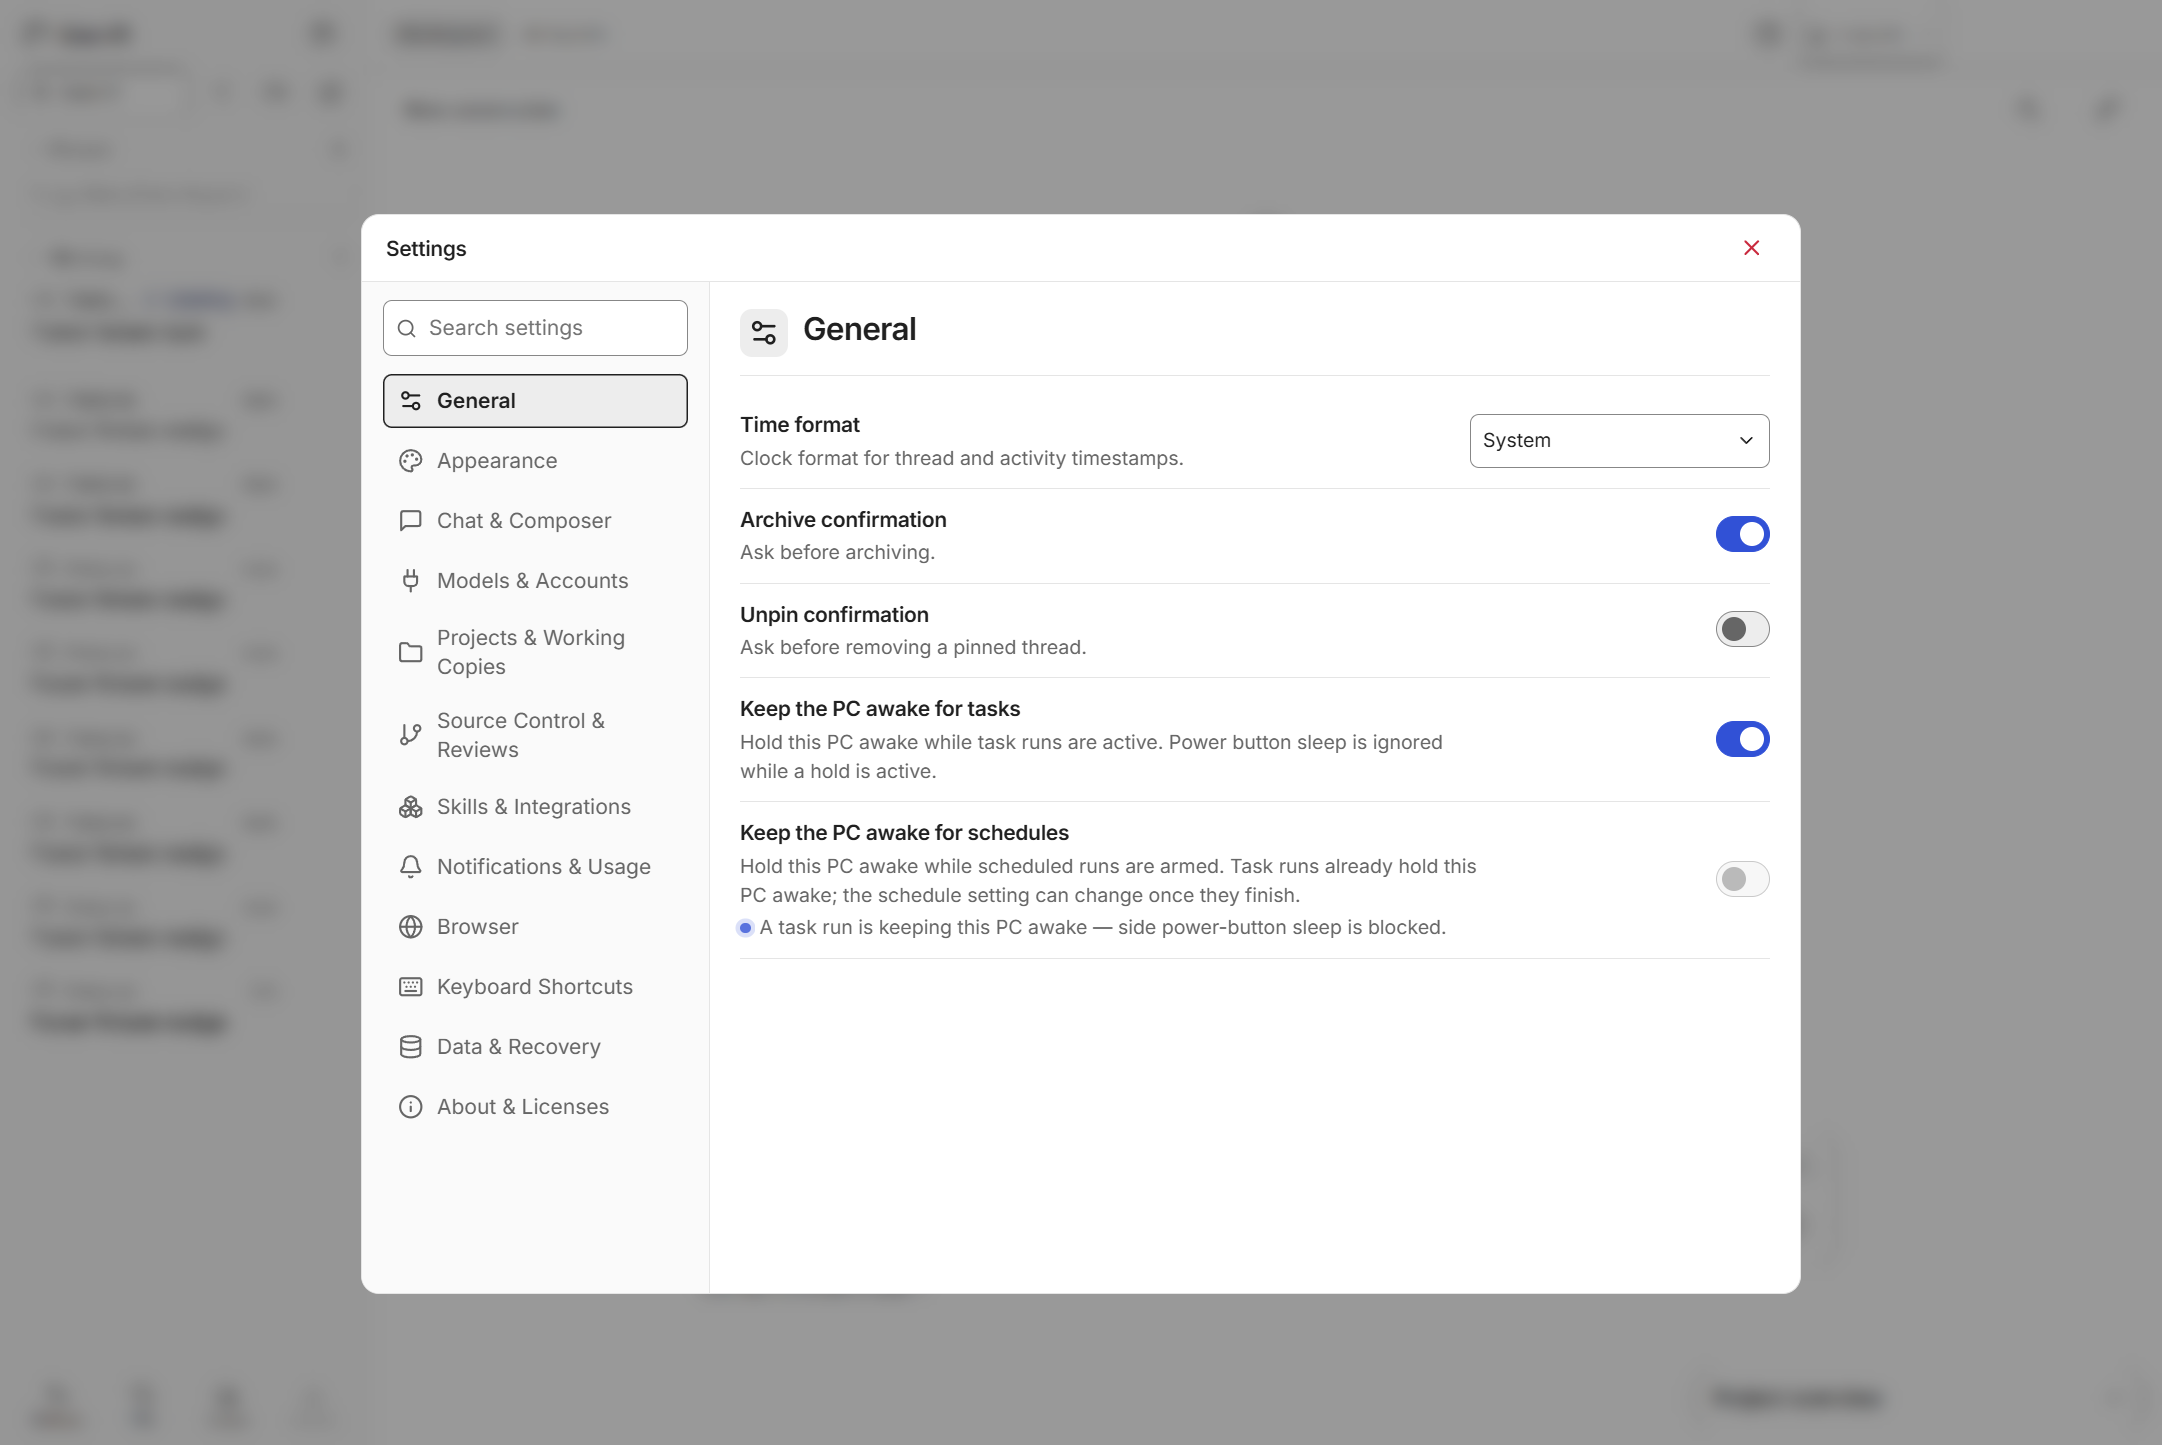 Settings
Search settings
General
Appearance
Chat & Composer
Models & Accounts
Projects & Working
Copies
Source Control &
Reviews
Skills & Integrations
Notifications & Usage
Browser
Keyboard Shortcuts
Data & Recovery
About & Licenses
General
Time format
Clock format for thread and activity timestamps.
System
Archive confirmation
Ask before archiving.
Unpin confirmation
Ask before removing a pinned thread.
Keep the PC awake for tasks
Hold this PC awake while task runs are active. Power button sleep is ignored
while a hold is active.
Keep the PC awake for schedules
Hold this PC awake while scheduled runs are armed. Task runs already hold this
PC awake; the schedule setting can change once they finish.
A task run is keeping this PC awake — side power-button sleep is blocked.